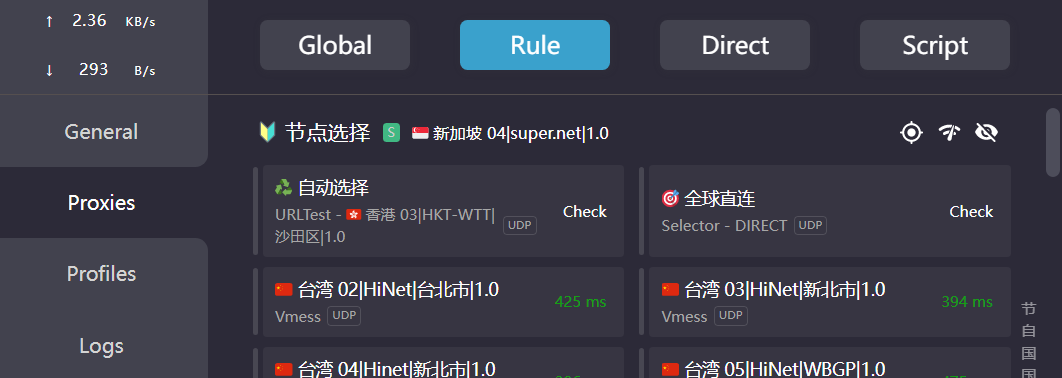 ↑ 2.36 KB/s
↓ 293 B/s
General
Proxies
Profiles
Logs
Global Rule Direct Script
节点选择 S 新加坡 04|super.net|1.0
自动选择
URLTest - 香港 03|HKT-WTT|
沙田区|1.0 UDP
Check
全球直连
Selector - DIRECT UDP
Check
台湾 02|HiNet|台北市|1.0
Vmess UDP
425 ms
台湾 03|HiNet|新北市|1.0
Vmess UDP
394 ms
台湾 04|Hinet|新北市|1.0
台湾 05|HiNet|WBGP|1.0
节
自
国